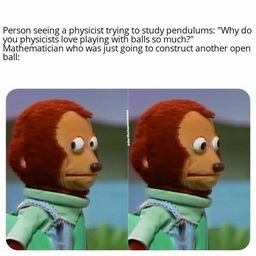 Person seeing a physicist trying to study pendulums: "Why do
you physicists love playing with balls so much?"
Mathematician who was just going to construct another open
ball: